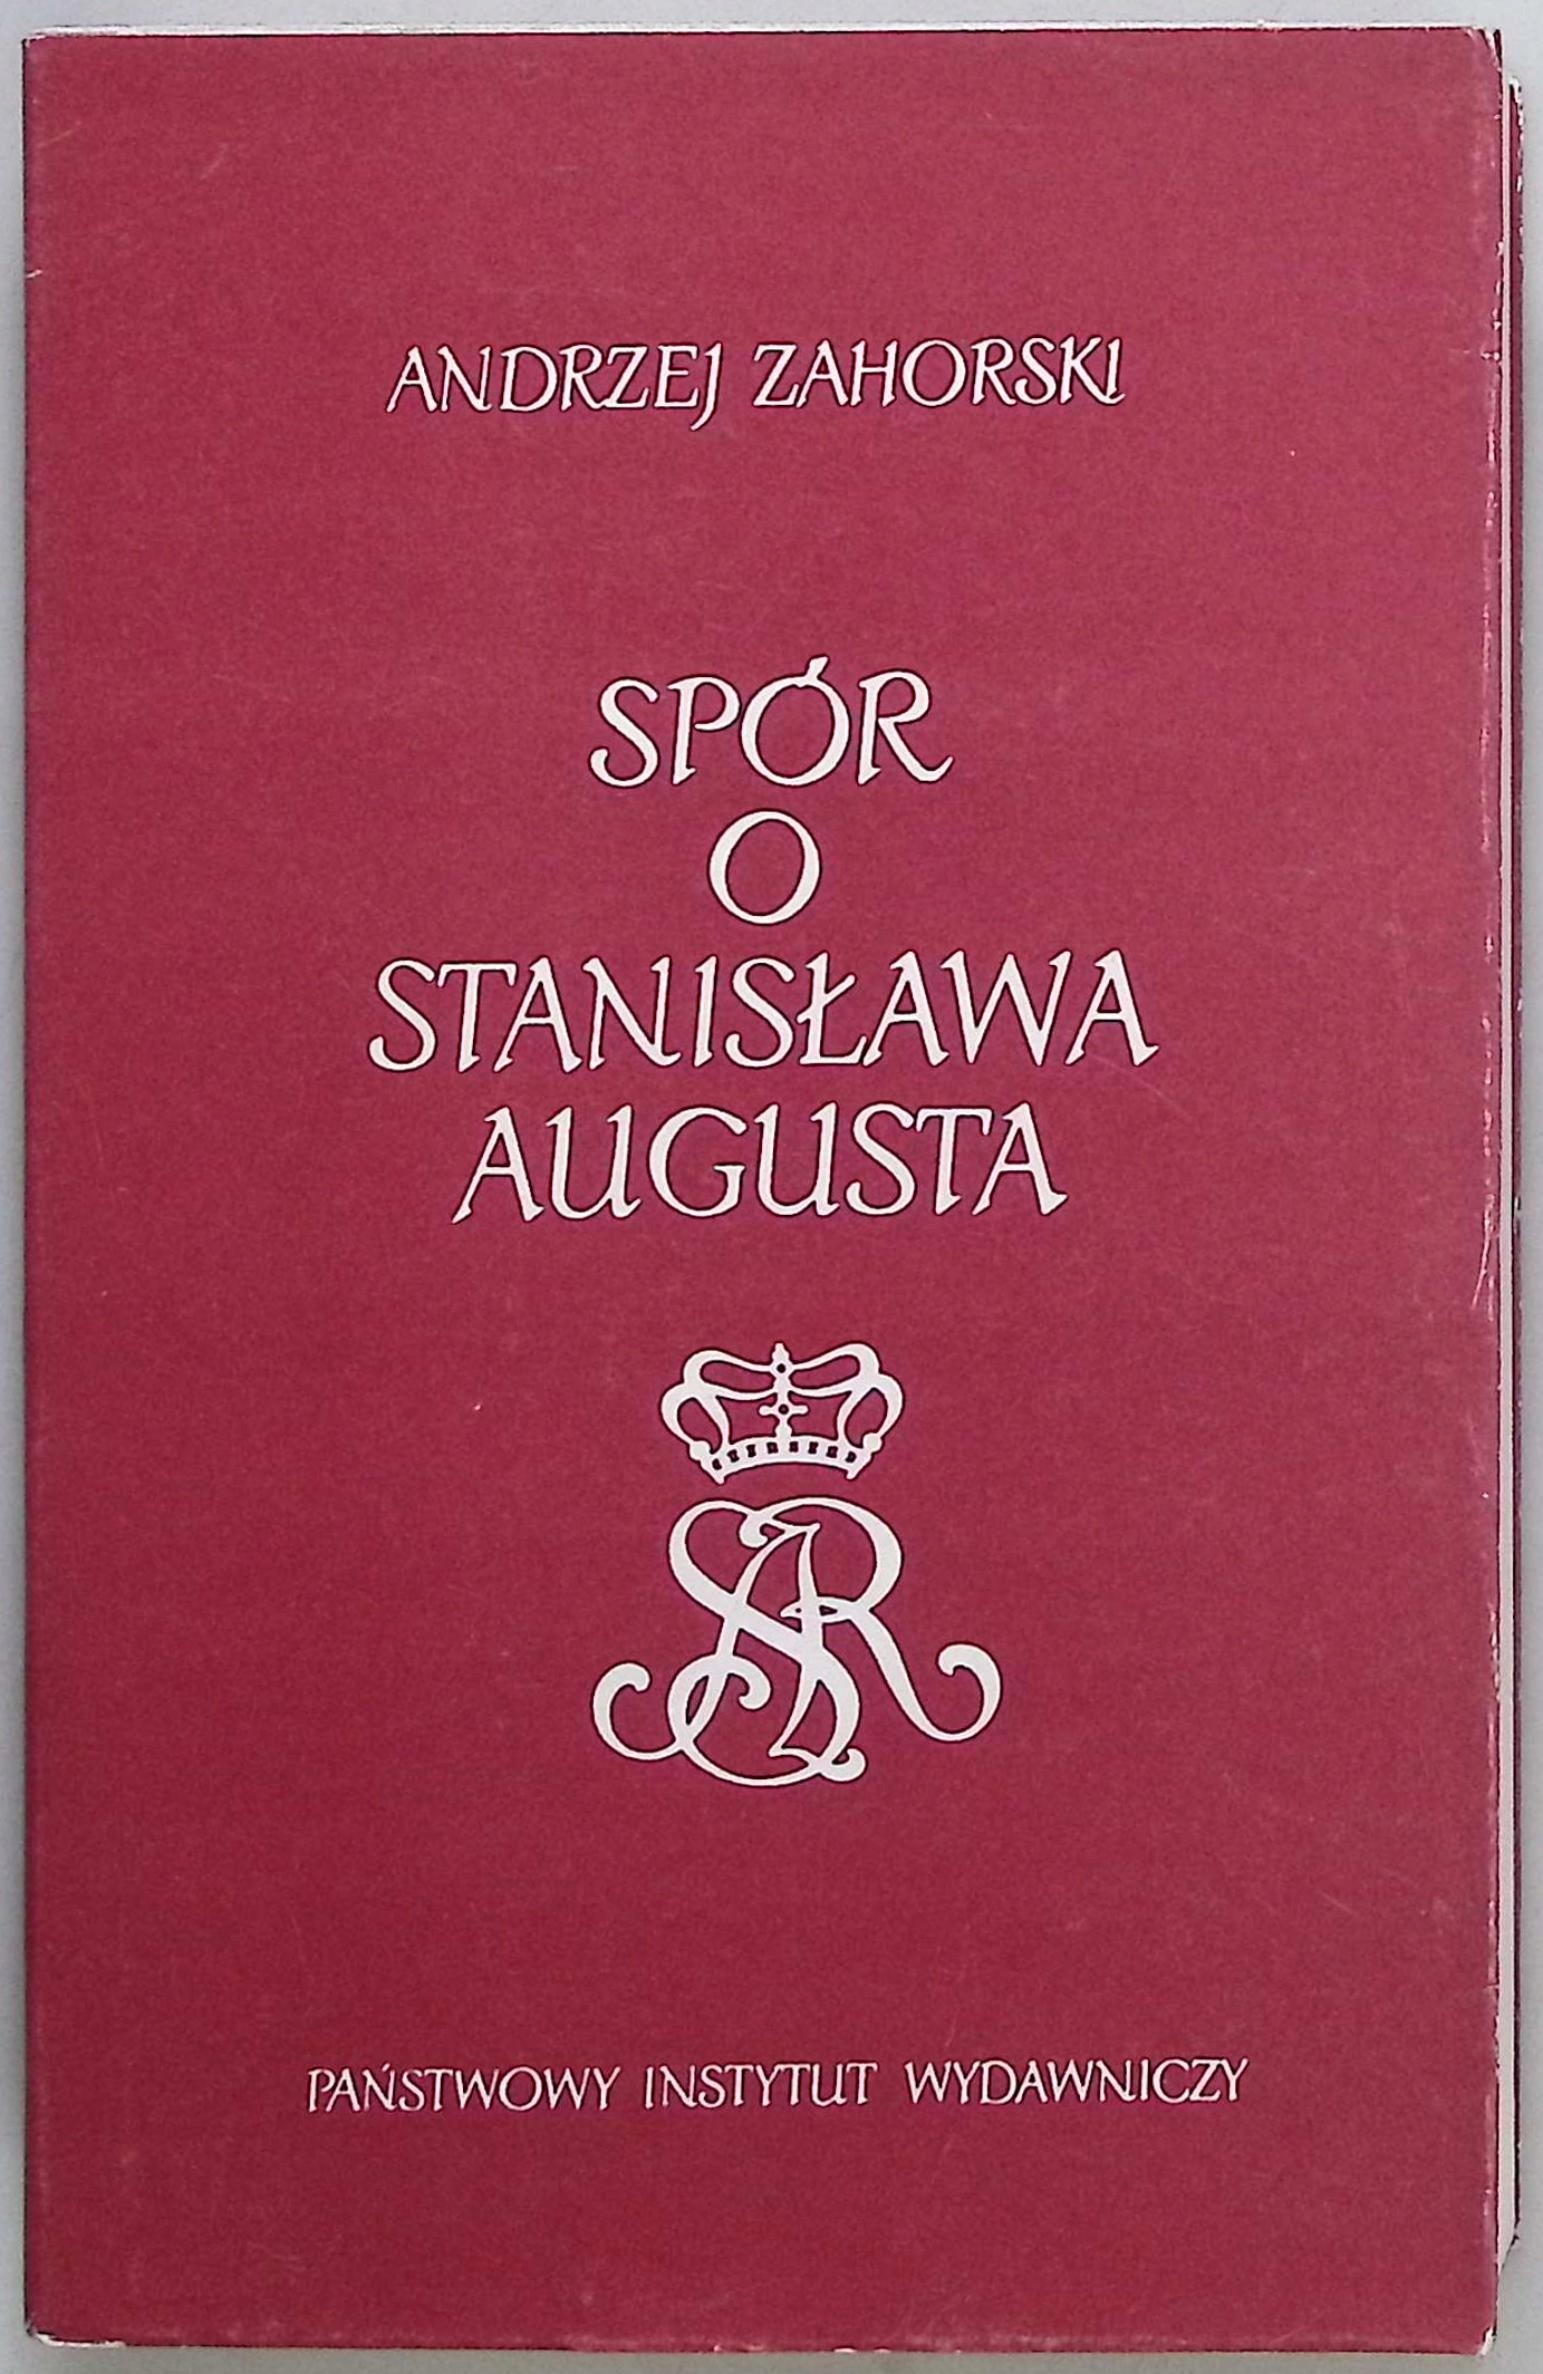 ANDRZEJ ZAHORSKI
SPÓR
O
STANISŁAWA
AUGUSTA
SAR
PAŃSTWOWY INSTYTUT WYDAWNICZY